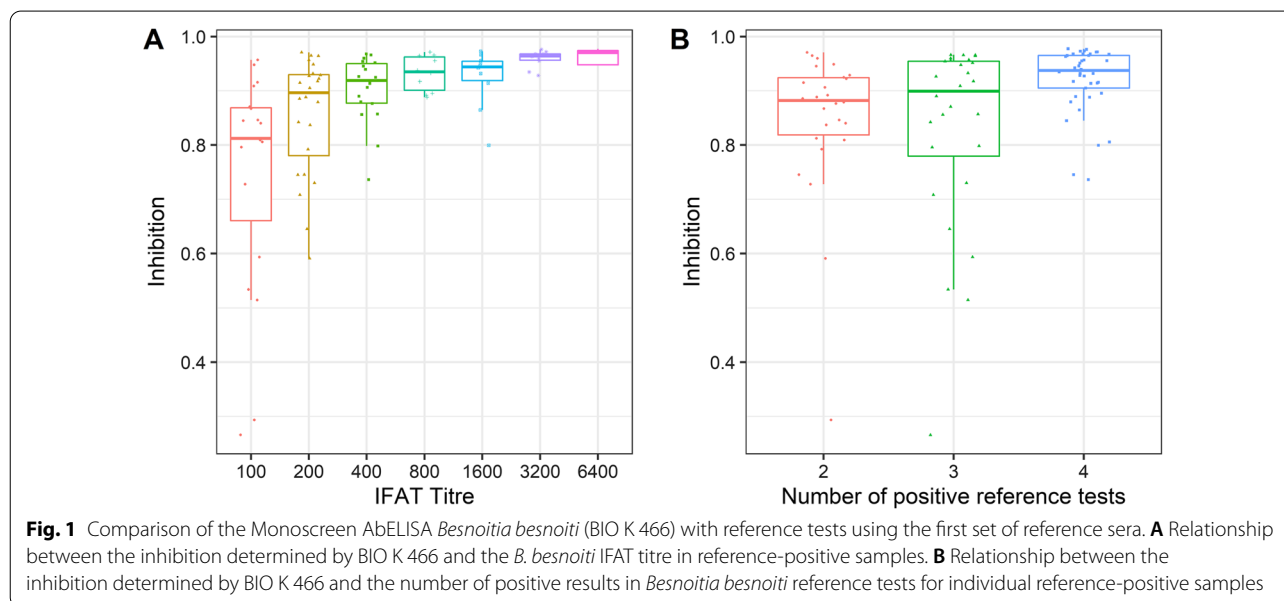 A
1.0
0.8
0.6
0.4
Inhibition
100 200 400 800 1600 3200 6400
IFAT Titre
B
1.0
0.8
0.6
0.4
Inhibition
2 3 4
Number of positive reference tests
Fig. 1 Comparison of the Monoscreen AbELISA Besnoitia besnoiti (BIO K 466) with reference tests using the first set of reference sera. A Relationship
between the inhibition determined by BIO K 466 and the B. besnoiti IFAT titre in reference-positive samples. B Relationship between the
inhibition determined by BIO K 466 and the number of positive results in Besnoitia besnoiti reference tests for individual reference-positive samples